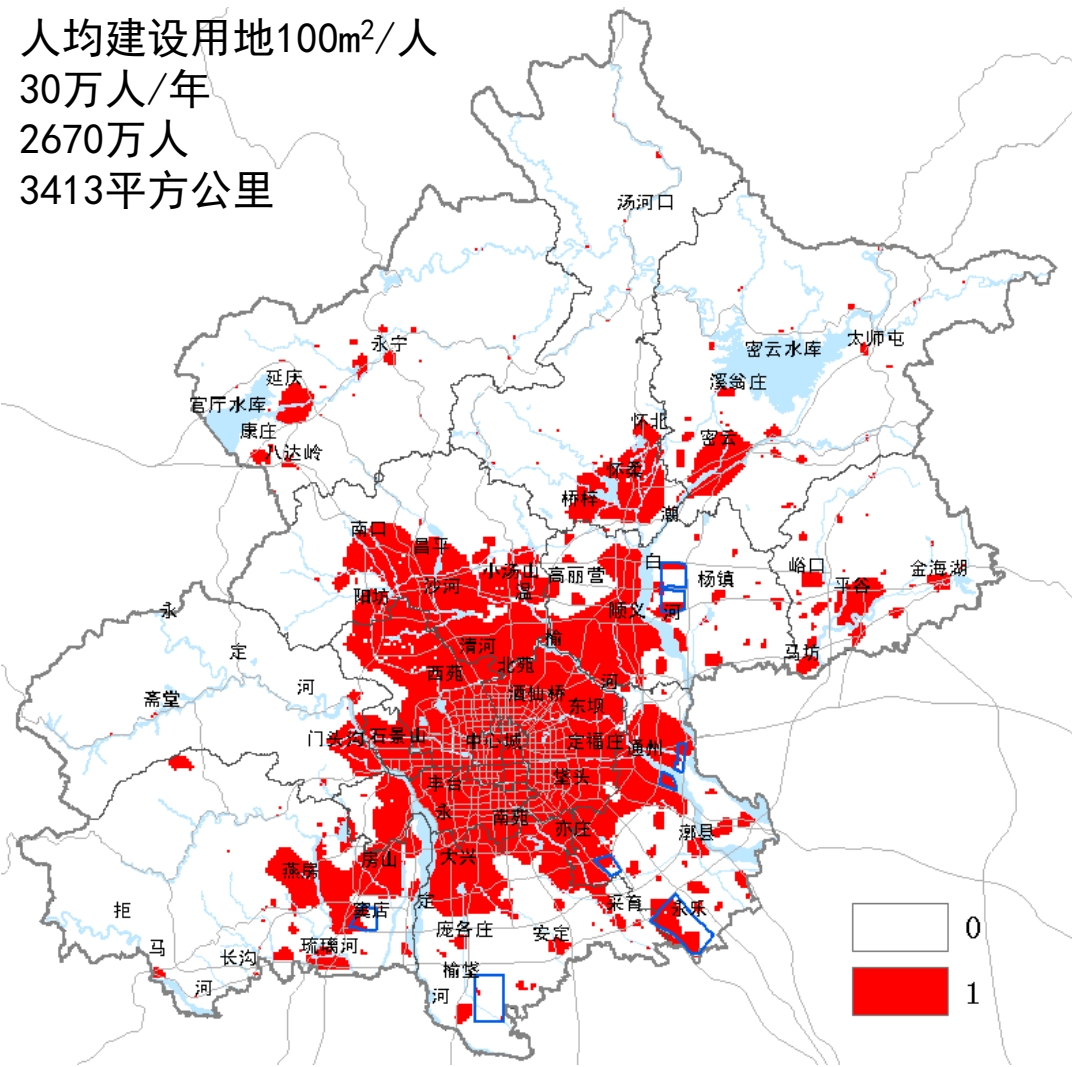 人均建设用地100m²/人
30万人/年
2670万人
3413平方公里
汤河口
永宁
密云水库
太师屯
延庆
溪翁庄
官厅水库
怀北
康庄
密云
八达岭
怀柔
桥梓
潮
南口
昌平
白
小汤山
高丽营
杨镇
峪口
金海湖
沙河
温
平谷
阳坊
永
顺义
河
定
清河
榆
马坊
北苑
西苑
河
河
斋堂
酒仙桥
东坝
门头沟
石景山
中心城
定福庄
通州
丰台
垡头
永
南苑
亦庄
漷县
房山
大兴
燕房
定
采育
永乐
拒
窦店
庞各庄
安定
马
琉璃河
长沟
榆垡
河
河
0
1